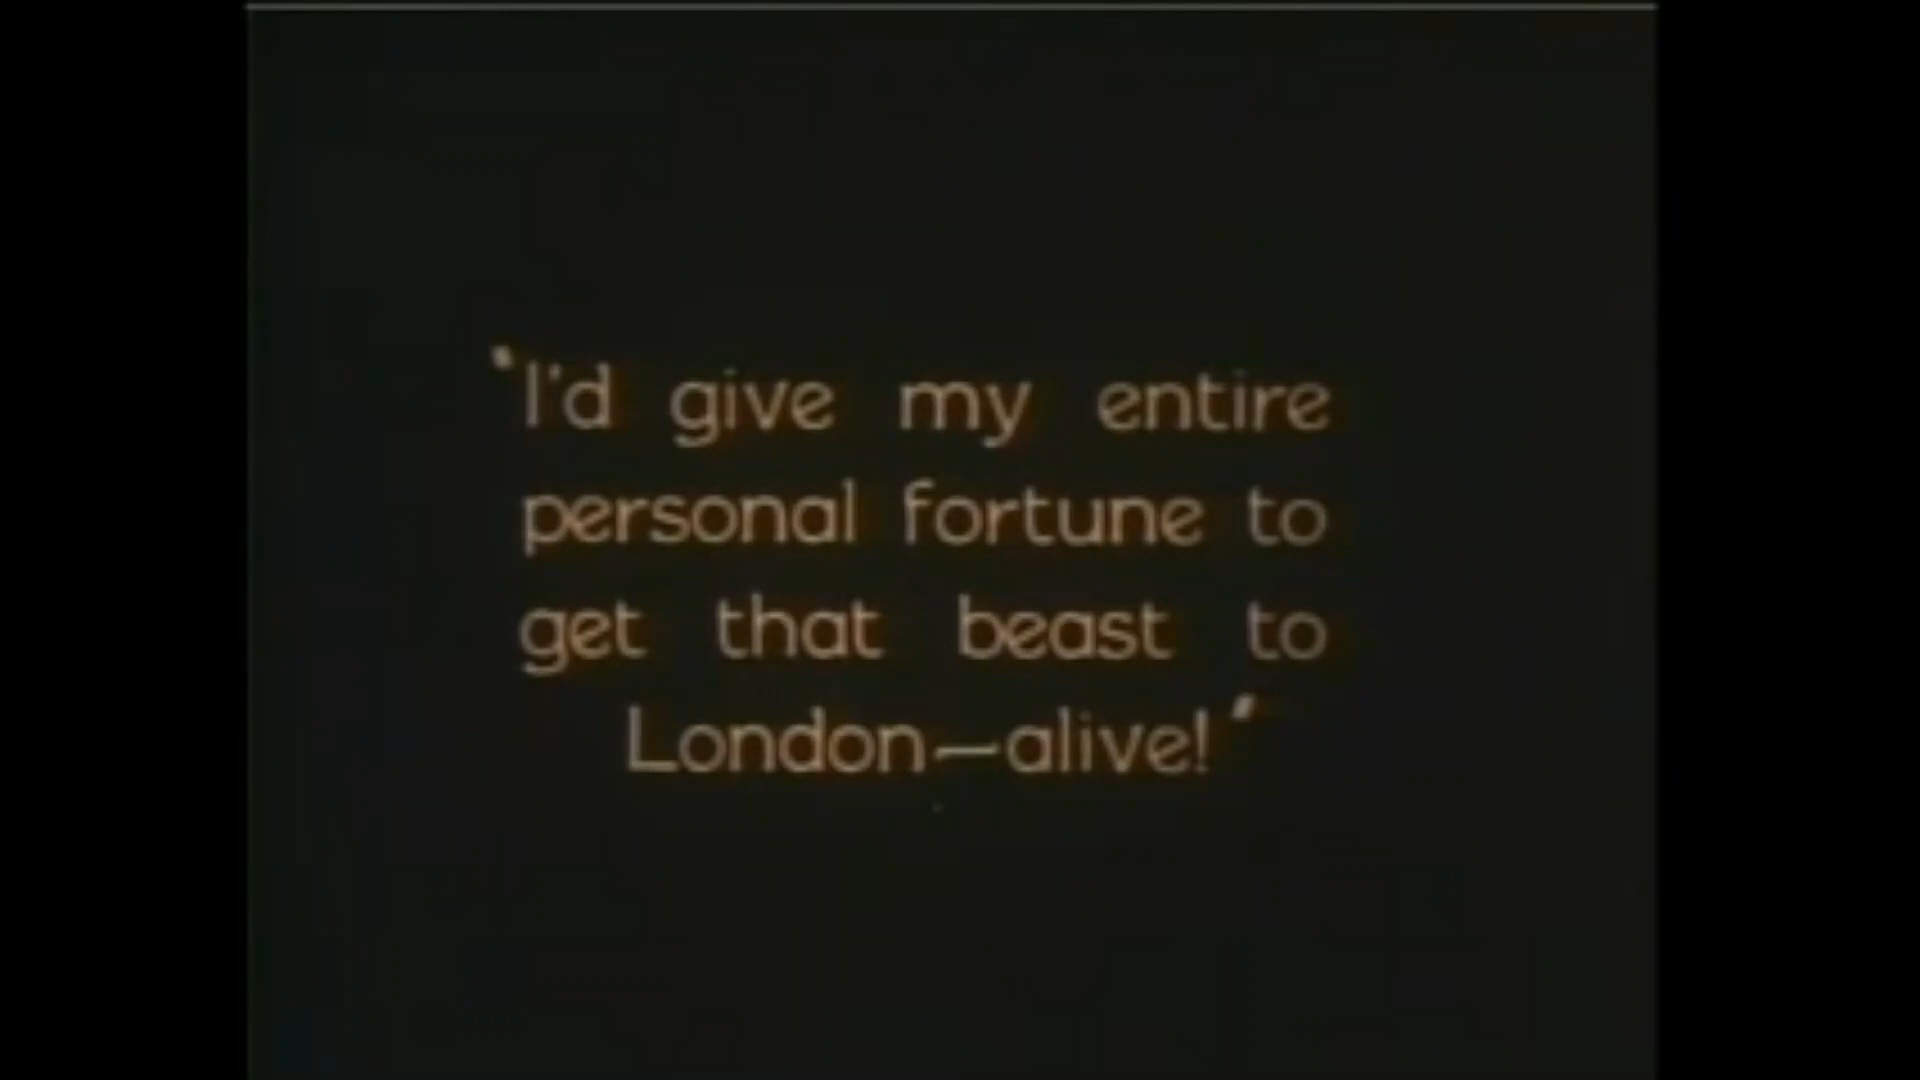 "I'd give my entire
personal fortune to
get that beast to
London—alive!"